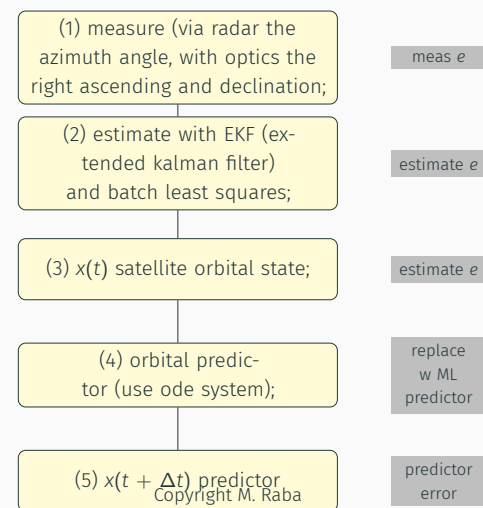 (1) measure (via radar the
azimuth angle, with optics the
right ascending and declination;
meas e
(2) estimate with EKF (ex-
tended kalman filter)
and batch least squares;
estimate e
(3) x(t) satellite orbital state;
estimate e
(4) orbital predic-
tor (use ode system);
replace
w ML
predictor
(5) x(t + Δt) predictor
predictor
error
Copyright M. Raba